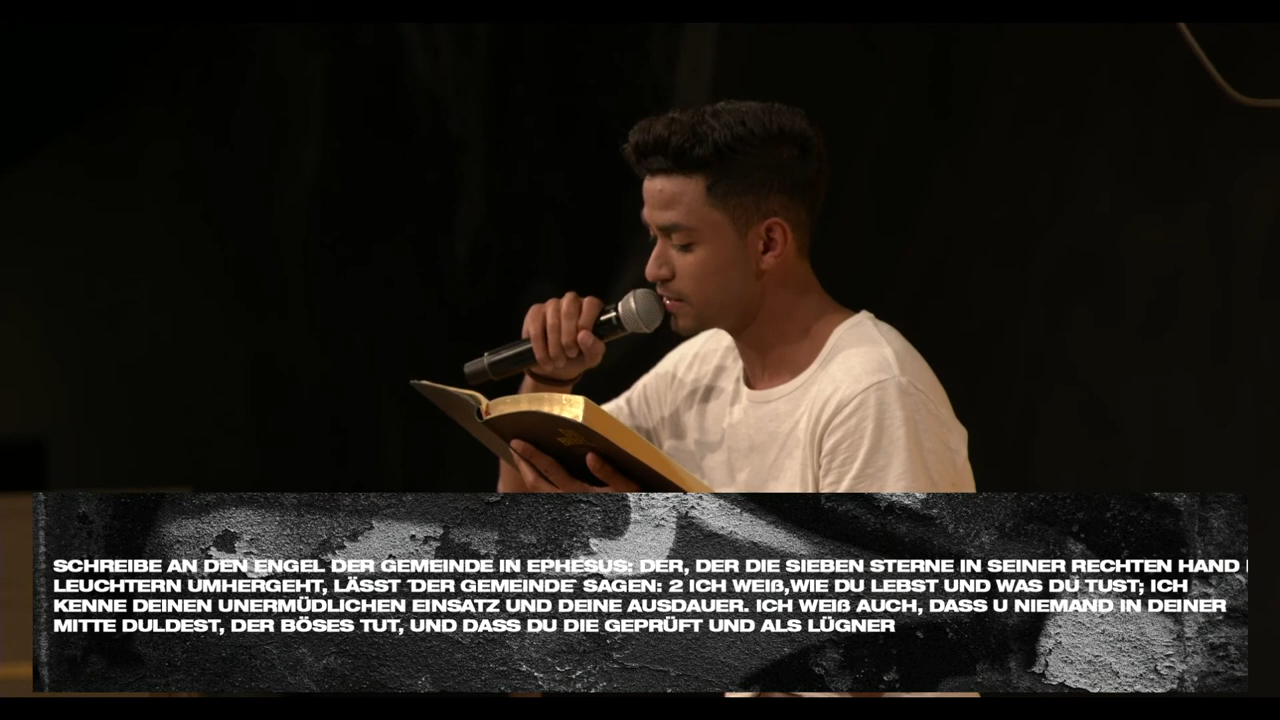 SCHREIBE AN DEN ENGEL DER GEMEINDE IN EPHESUS: DER, DER DIE SIEBEN STERNE IN SEINER RECHTEN HAND
LEUCHTERN UMHERGEHT, LÄSST ´DER GEMEINDE` SAGEN: 2 ICH WEIß,WIE DU LEBST UND WAS DU TUST; ICH
KENNE DEINEN UNERMÜDLICHEN EINSATZ UND DEINE AUSDAUER. ICH WEIß AUCH, DASS U NIEMAND IN DEINER
MITTE DULDEST, DER BÖSES TUT, UND DASS DU DIE GEPRÜFT UND ALS LÜGNER